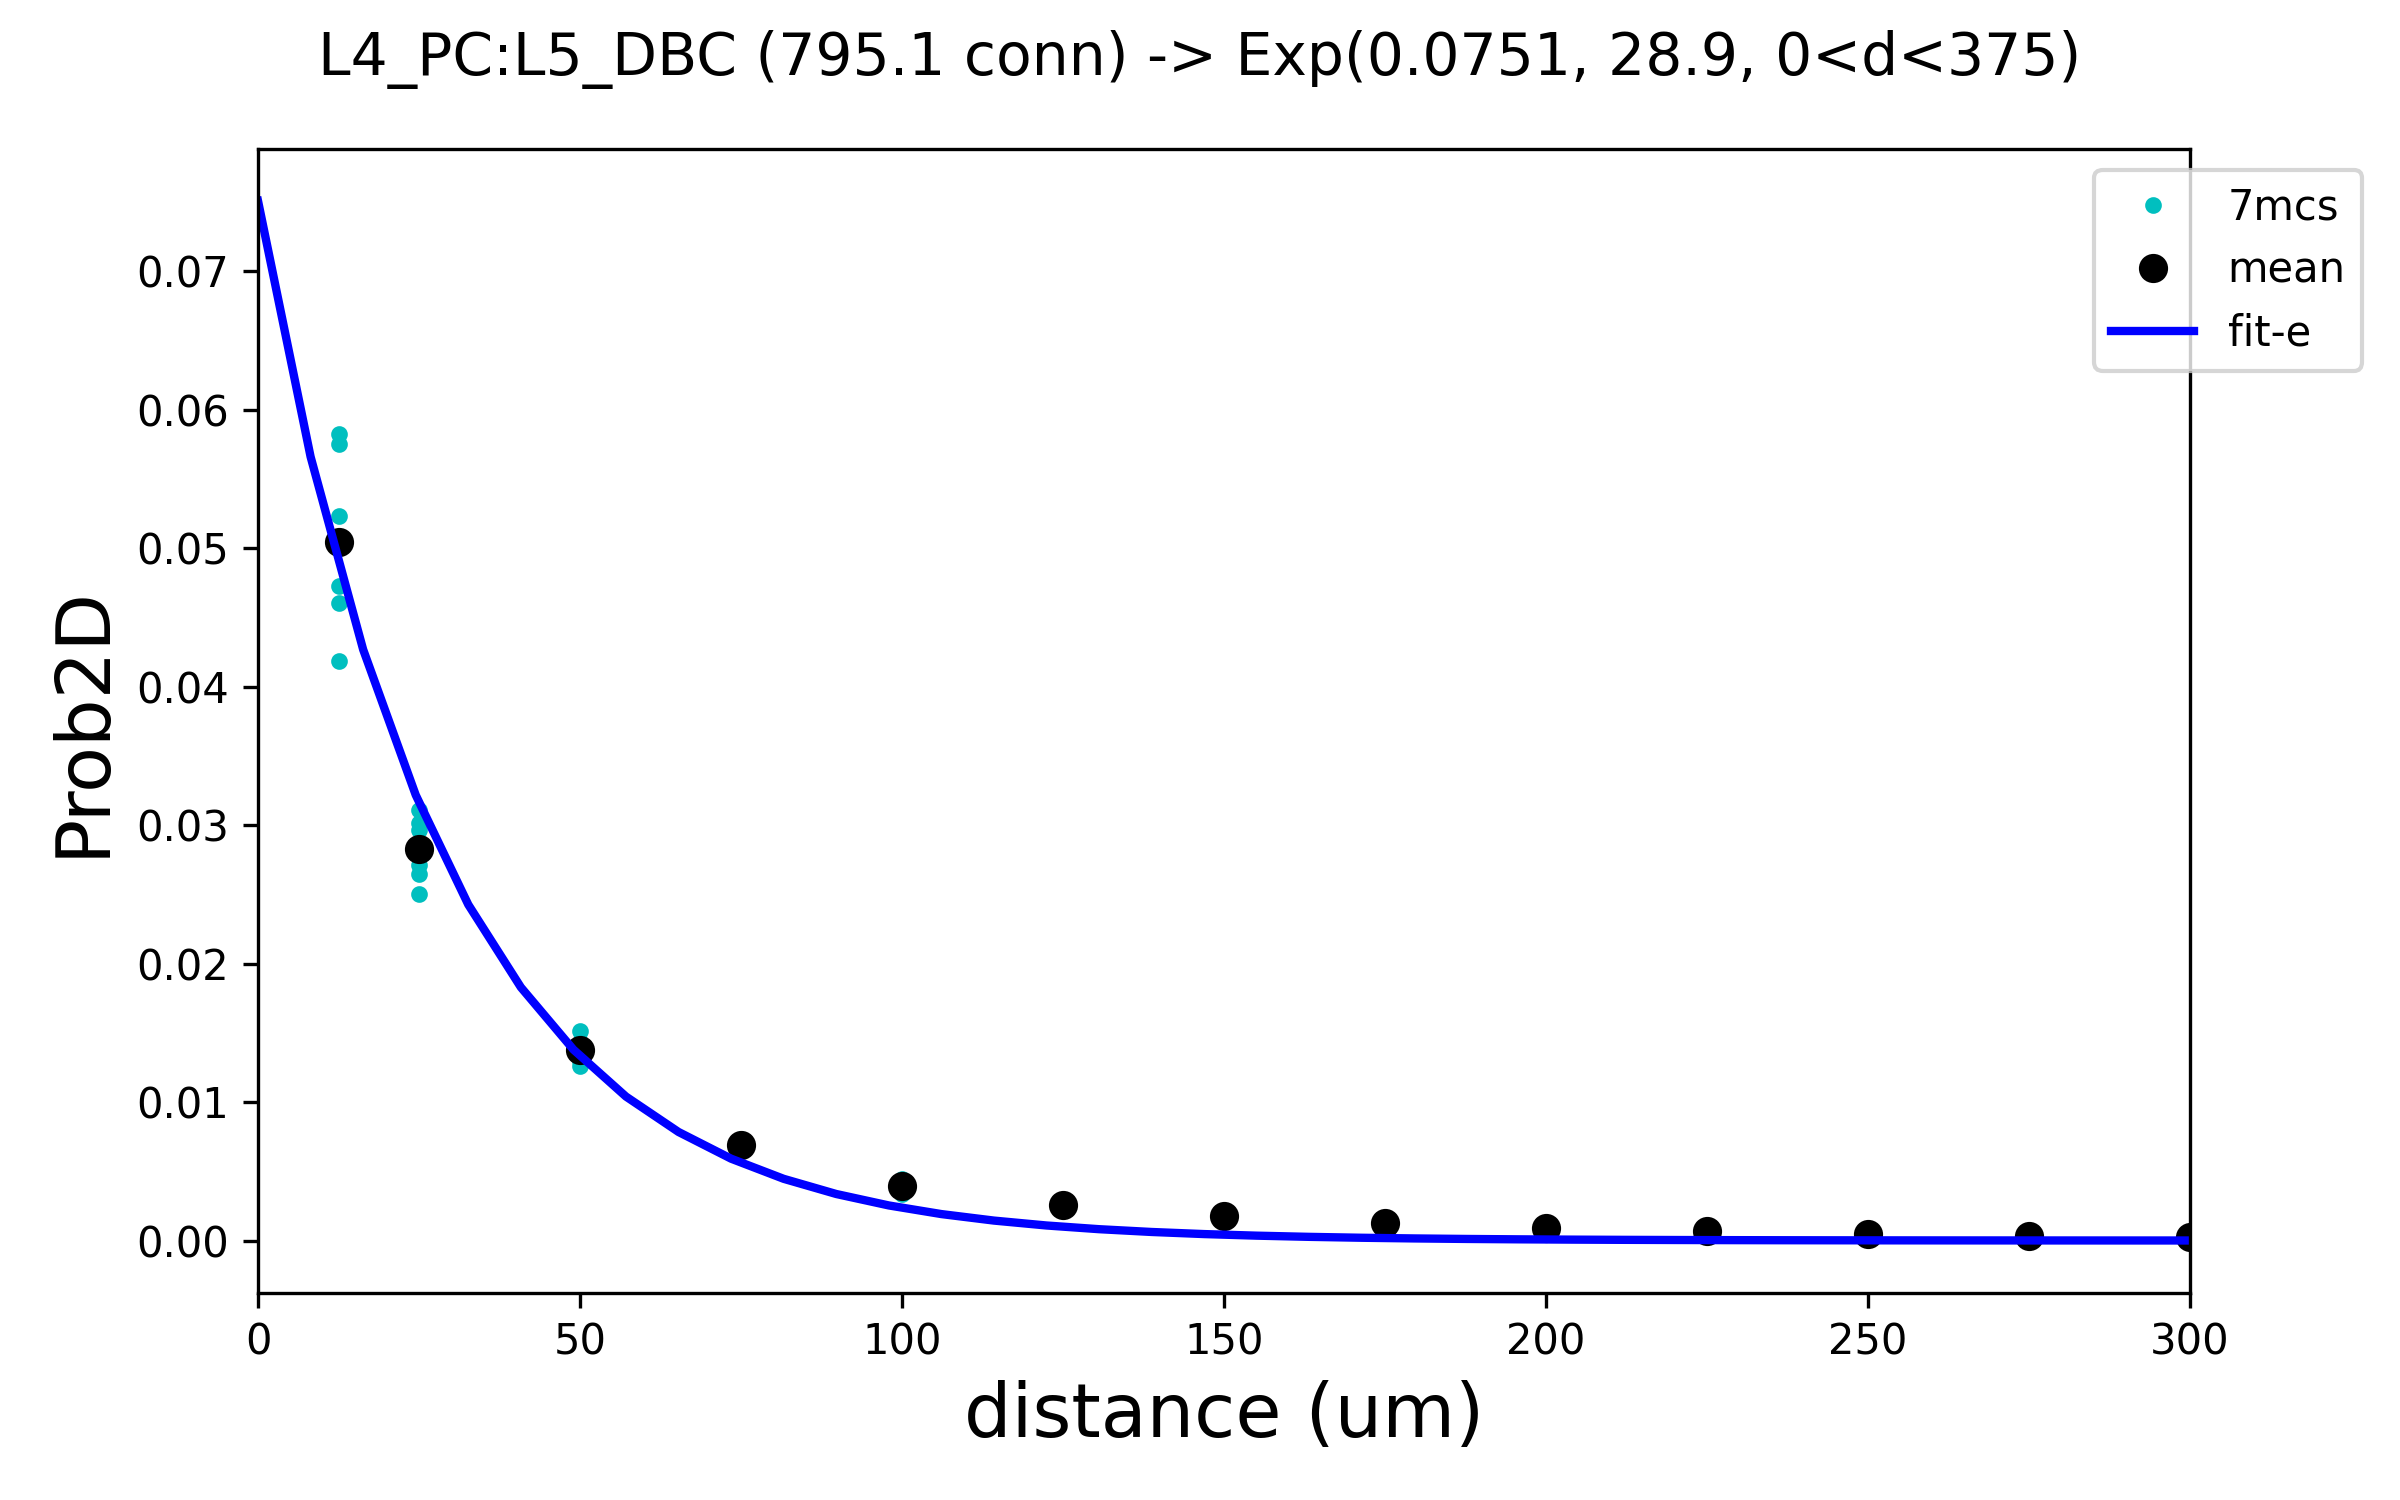 L4_PC:L5_DBC (795.1 conn) -> Exp(0.0751, 28.9, 0<d<375)
7mcs
mean
fit-e
Prob2D
0.07
0.06
0.05
0.04
0.03
0.02
0.01
0.00
0
50
100
150
200
250
300
distance (um)